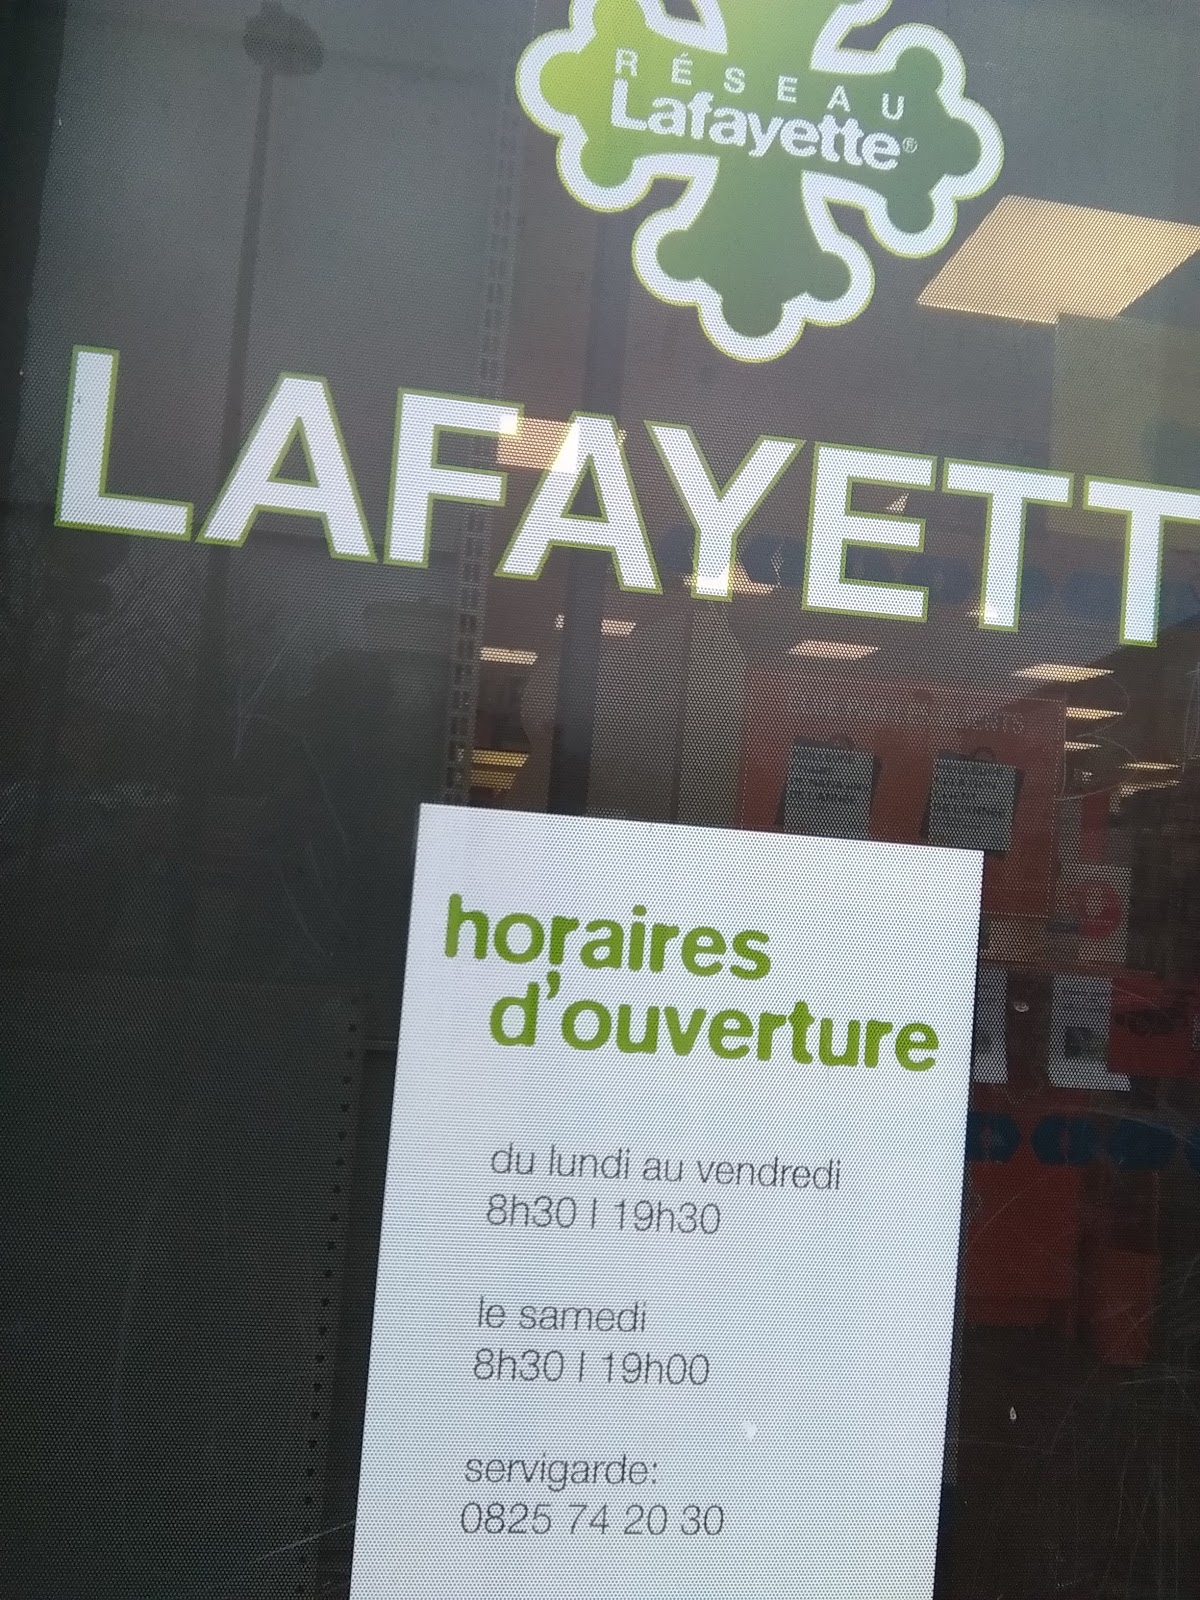 RÉSEAU
Lafayette®
LAFAYETT
horaires
d'ouverture
du lundi au vendredi
8h30 I 19h30
le samedi
8h30 I 19h00
servigarde:
0825 74 20 30